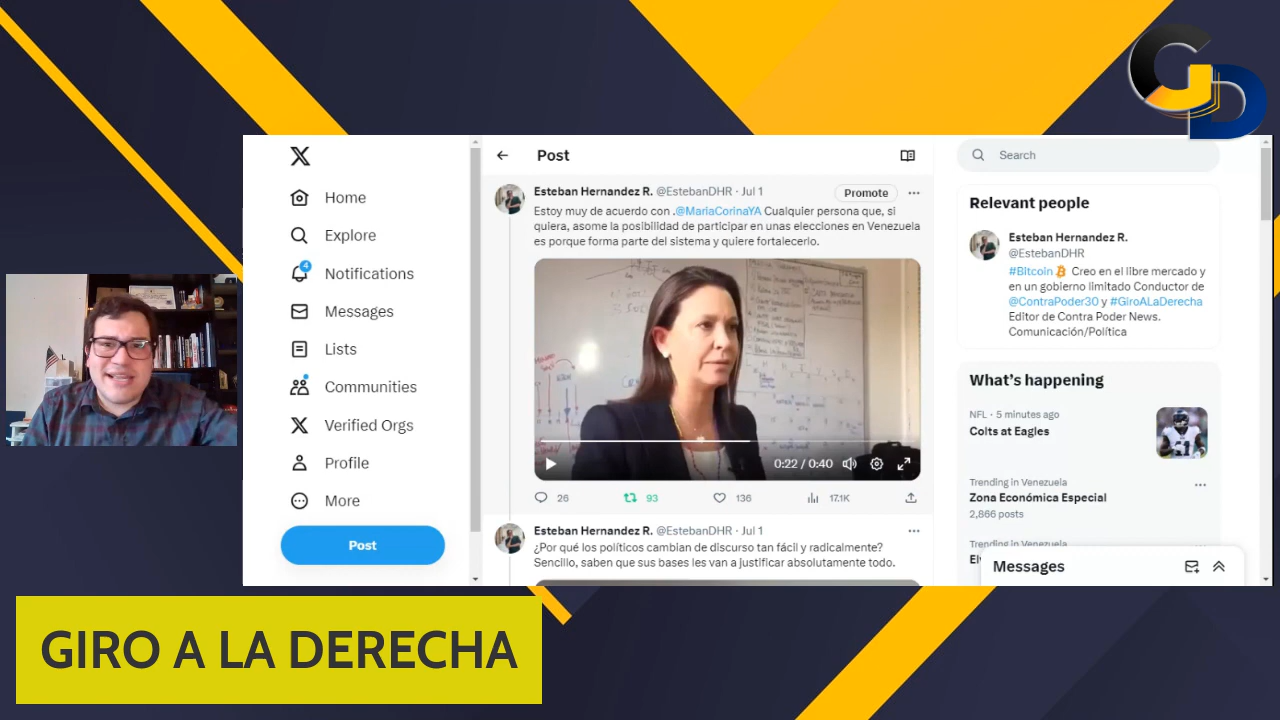 GD
X
Home
Explore
4
Notifications
Messages
Lists
Communities
Verified Orgs
Profile
More
Post
Post
Esteban Hernandez R. @EstebanDHR · Jul 1
Promote
Estoy muy de acuerdo con .@MariaCorinaYA Cualquier persona que, si
quiera, asome la posibilidad de participar en unas elecciones en Venezuela
es porque forma parte del sistema y quiere fortalecerlo.
0:22 / 0:40
26
93
136
17.1K
Esteban Hernandez R. @EstebanDHR · Jul 1
¿Por qué los políticos cambian de discurso tan fácil y radicalmente?
Sencillo, saben que sus bases les van a justificar absolutamente todo.
Search
Relevant people
Esteban Hernandez R.
@EstebanDHR
#Bitcoin Creo en el libre mercado y
en un gobierno limitado Conductor de
@ContraPoder30 y #GiroALaDerecha
Editor de Contra Poder News.
Comunicación/Política
What's happening
NFL · 5 minutes ago
Colts at Eagles
Trending in Venezuela
Zona Económica Especial
2,866 posts
Trending in Venezuela
Messages
GIRO A LA DERECHA